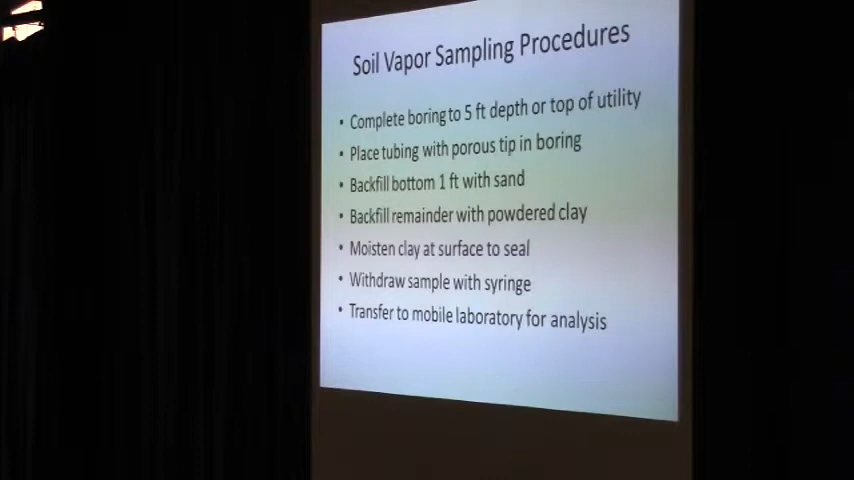 Soil Vapor Sampling Procedures
• Complete boring to 5 ft depth or top of utility
• Place tubing with porous tip in boring
• Backfill bottom 1 ft with sand
• Backfill remainder with powdered clay
• Moisten clay at surface to seal
• Withdraw sample with syringe
• Transfer to mobile laboratory for analysis